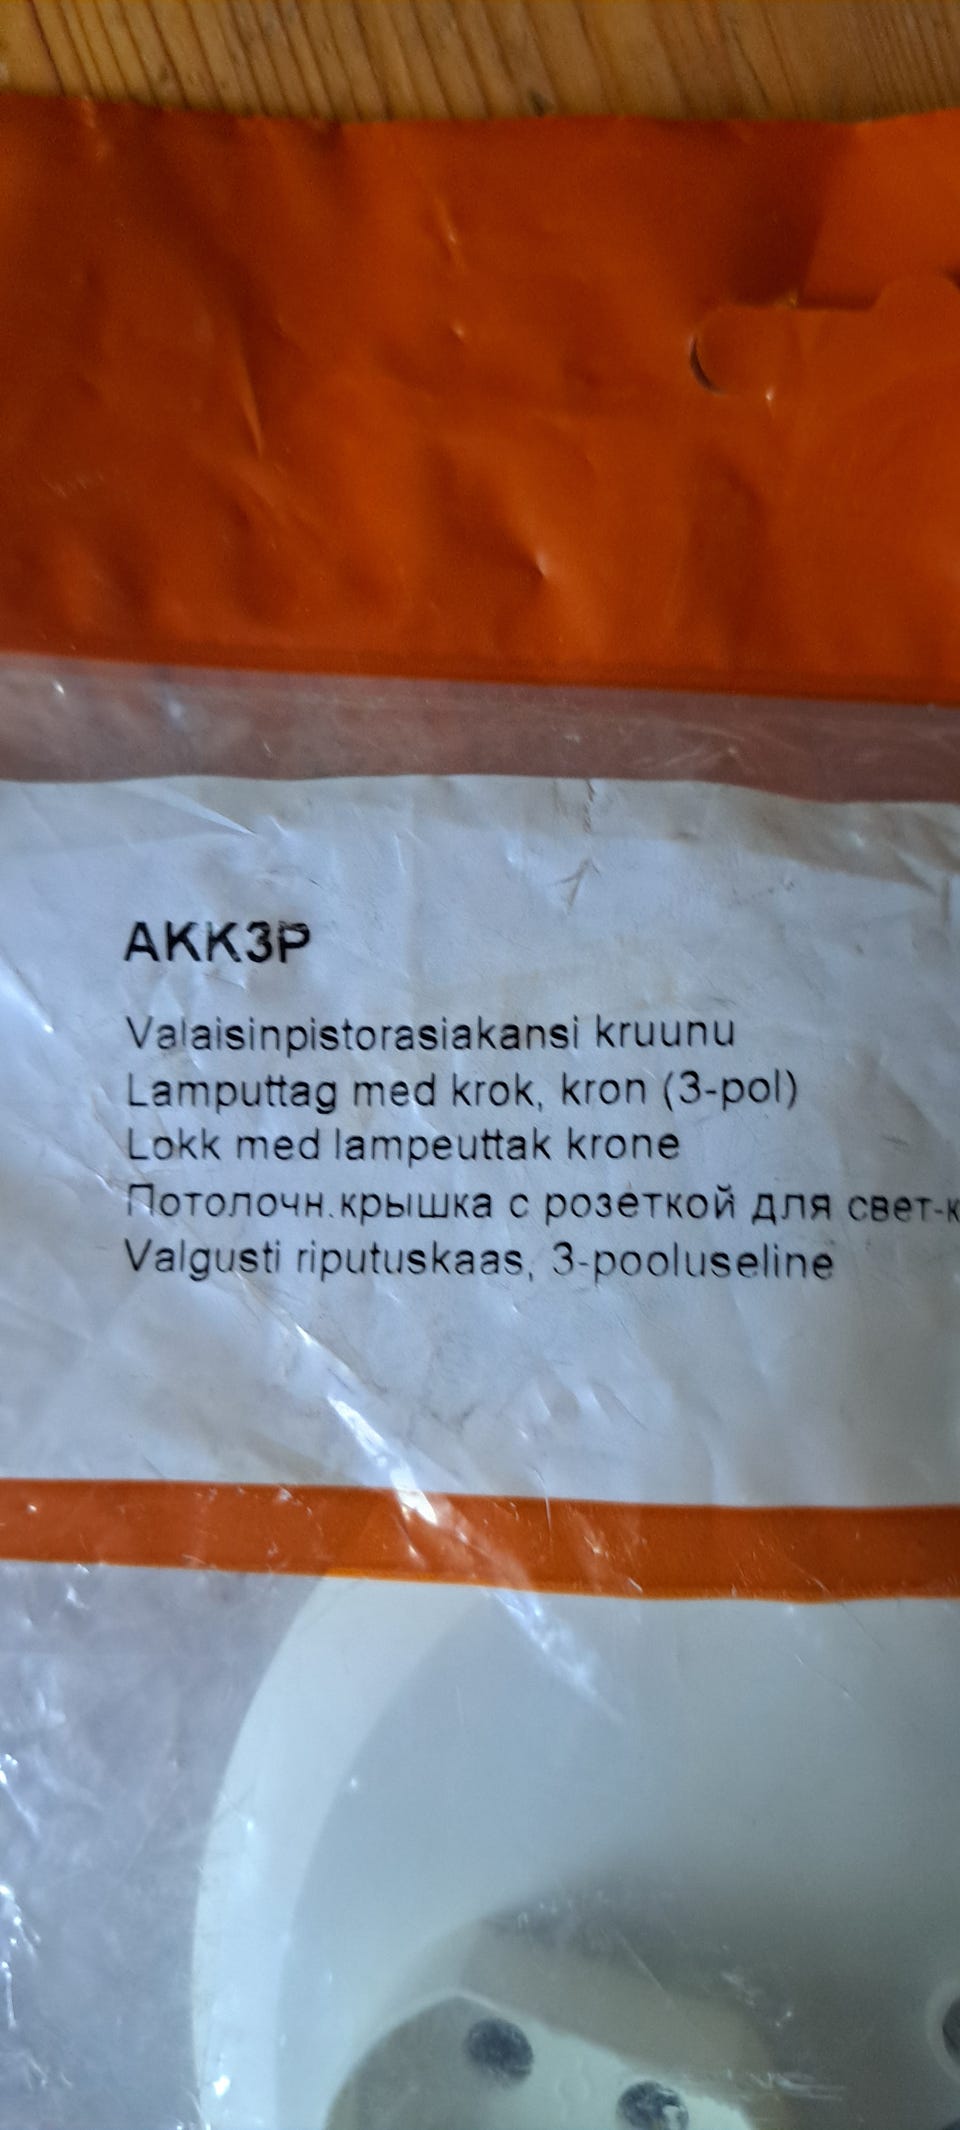 AKK3P
Valaisinpistorasiakansi kruunu
Lamputtag med krok, kron (3-pol)
Lokk med lampeuttak krone
Потолочн.крышка с розеткой для свет-к
Valgusti riputuskaas, 3-pooluseline